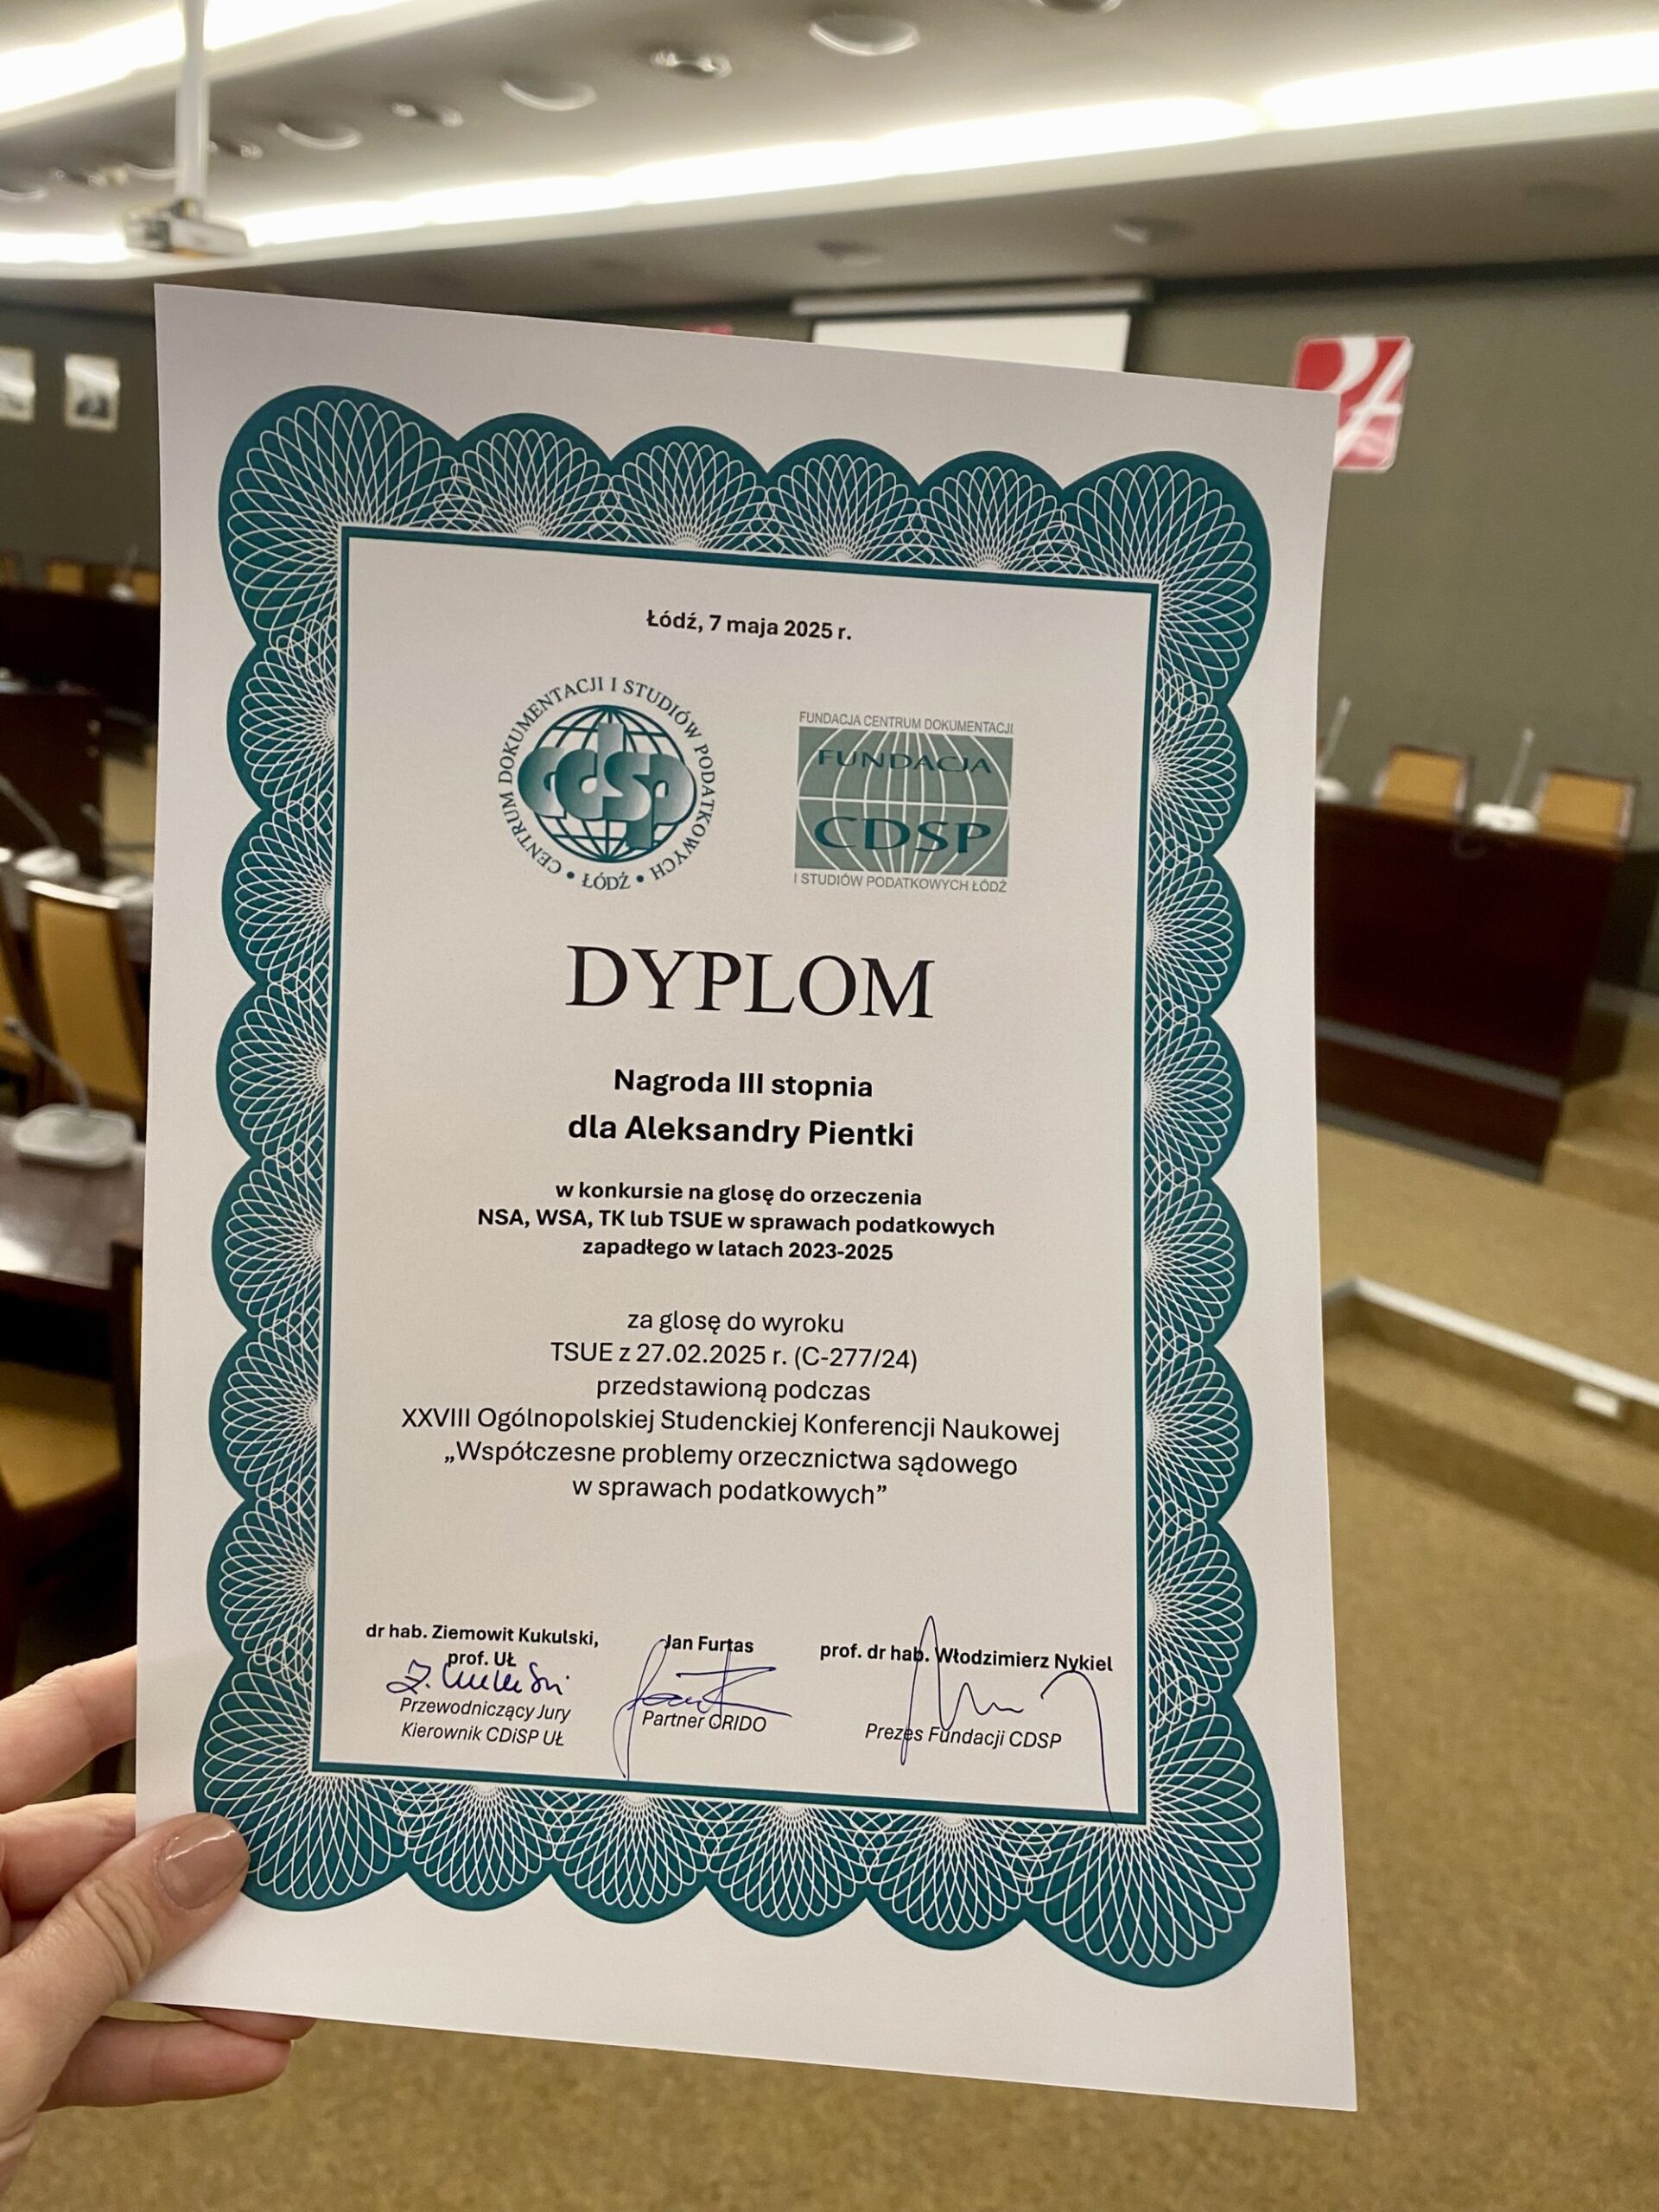 Łódź, 7 maja 2025 r.
CENTRUM DOKUMENTACJI I STUDIÓW PODATKOWYCH • ŁÓDŹ •
cdsp
FUNDACJA CENTRUM DOKUMENTACJI
FUNDACJA
CDSP
I STUDIÓW PODATKOWYCH ŁÓDŹ
DYPLOM
Nagroda III stopnia
dla Aleksandry Pientki
w konkursie na glosę do orzeczenia
NSA, WSA, TK lub TSUE w sprawach podatkowych
zapadłego w latach 2023-2025
za glosę do wyroku
TSUE z 27.02.2025 r. (C-277/24)
przedstawioną podczas
XXVIII Ogólnopolskiej Studenckiej Konferencji Naukowej
„Współczesne problemy orzecznictwa sądowego
w sprawach podatkowych”
dr hab. Ziemowit Kukulski,
prof. UŁ
Przewodniczący Jury
Kierownik CDiSP UŁ
Jan Furtas
Partner CRIDO
prof. dr hab. Włodzimierz Nykiel
Prezes Fundacji CDSP